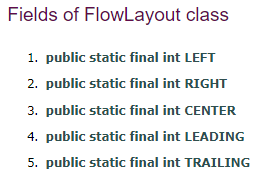 Fields of FlowLayout class
1. public static final int LEFT
2. public static final int RIGHT
3. public static final int CENTER
4. public static final int LEADING
5. public static final int TRAILING